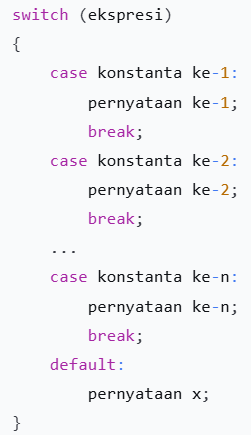 switch (ekspresi)
{
    case konstanta ke-1:
        pernyataan ke-1;
        break;
    case konstanta ke-2:
        pernyataan ke-2;
        break;
    ...
    case konstanta ke-n:
        pernyataan ke-n;
        break;
    default:
        pernyataan x;
}